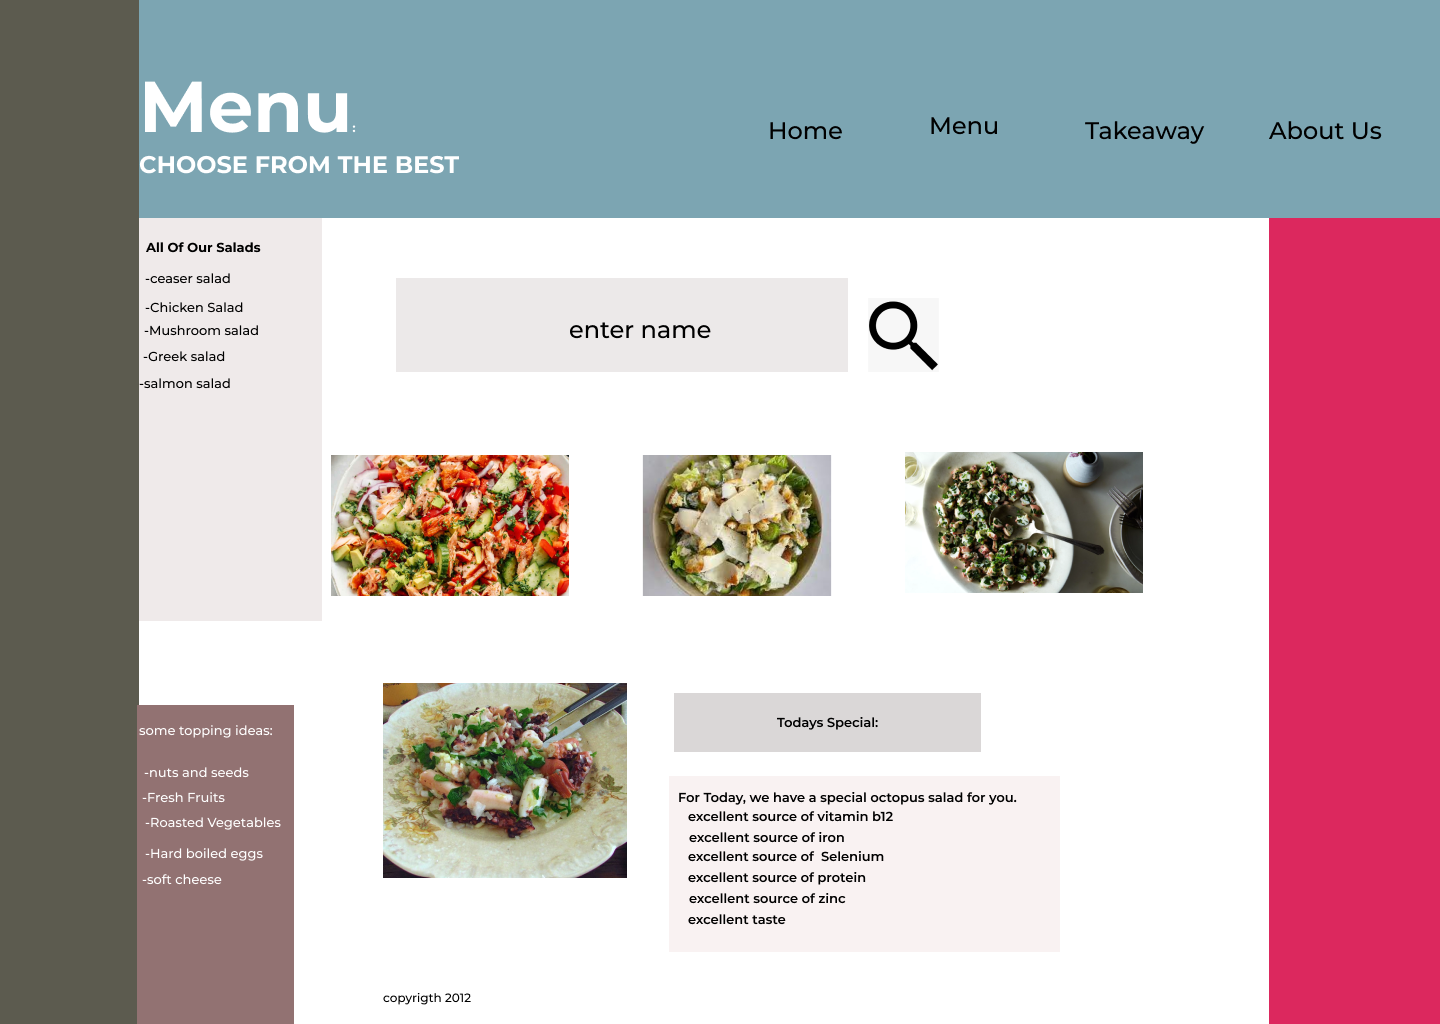 Menu:
CHOOSE FROM THE BEST
Home
Menu
Takeaway
About Us
All Of Our Salads
-ceaser salad
-Chicken Salad
-Mushroom salad
-Greek salad
-salmon salad
enter name
some topping ideas:
-nuts and seeds
-Fresh Fruits
-Roasted Vegetables
-Hard boiled eggs
-soft cheese
Todays Special:
For Today, we have a special octopus salad for you.
excellent source of vitamin b12
excellent source of iron
excellent source of  Selenium
excellent source of protein
excellent source of zinc
excellent taste
copyrigth 2012